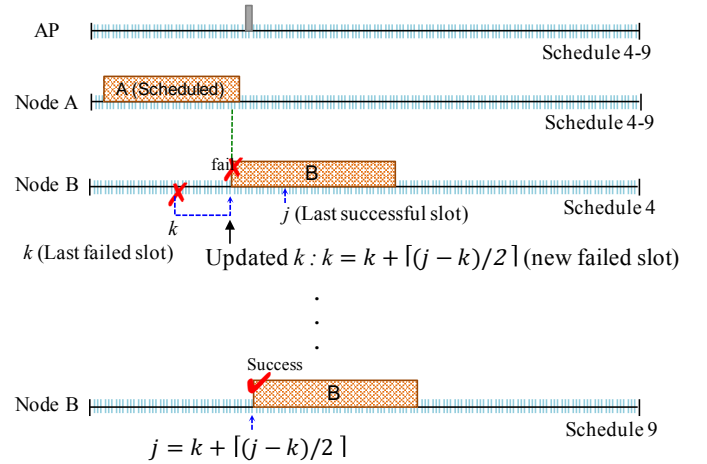 AP
Schedule 4-9
A (Scheduled)
Node A
Schedule 4-9
fail
B
Node B
j (Last successful slot)
Schedule 4
k
k (Last failed slot)
Updated k : k = k + ⌈(j − k)/2⌉ (new failed slot)
Success
B
Node B
Schedule 9
j = k + ⌈(j − k)/2⌉